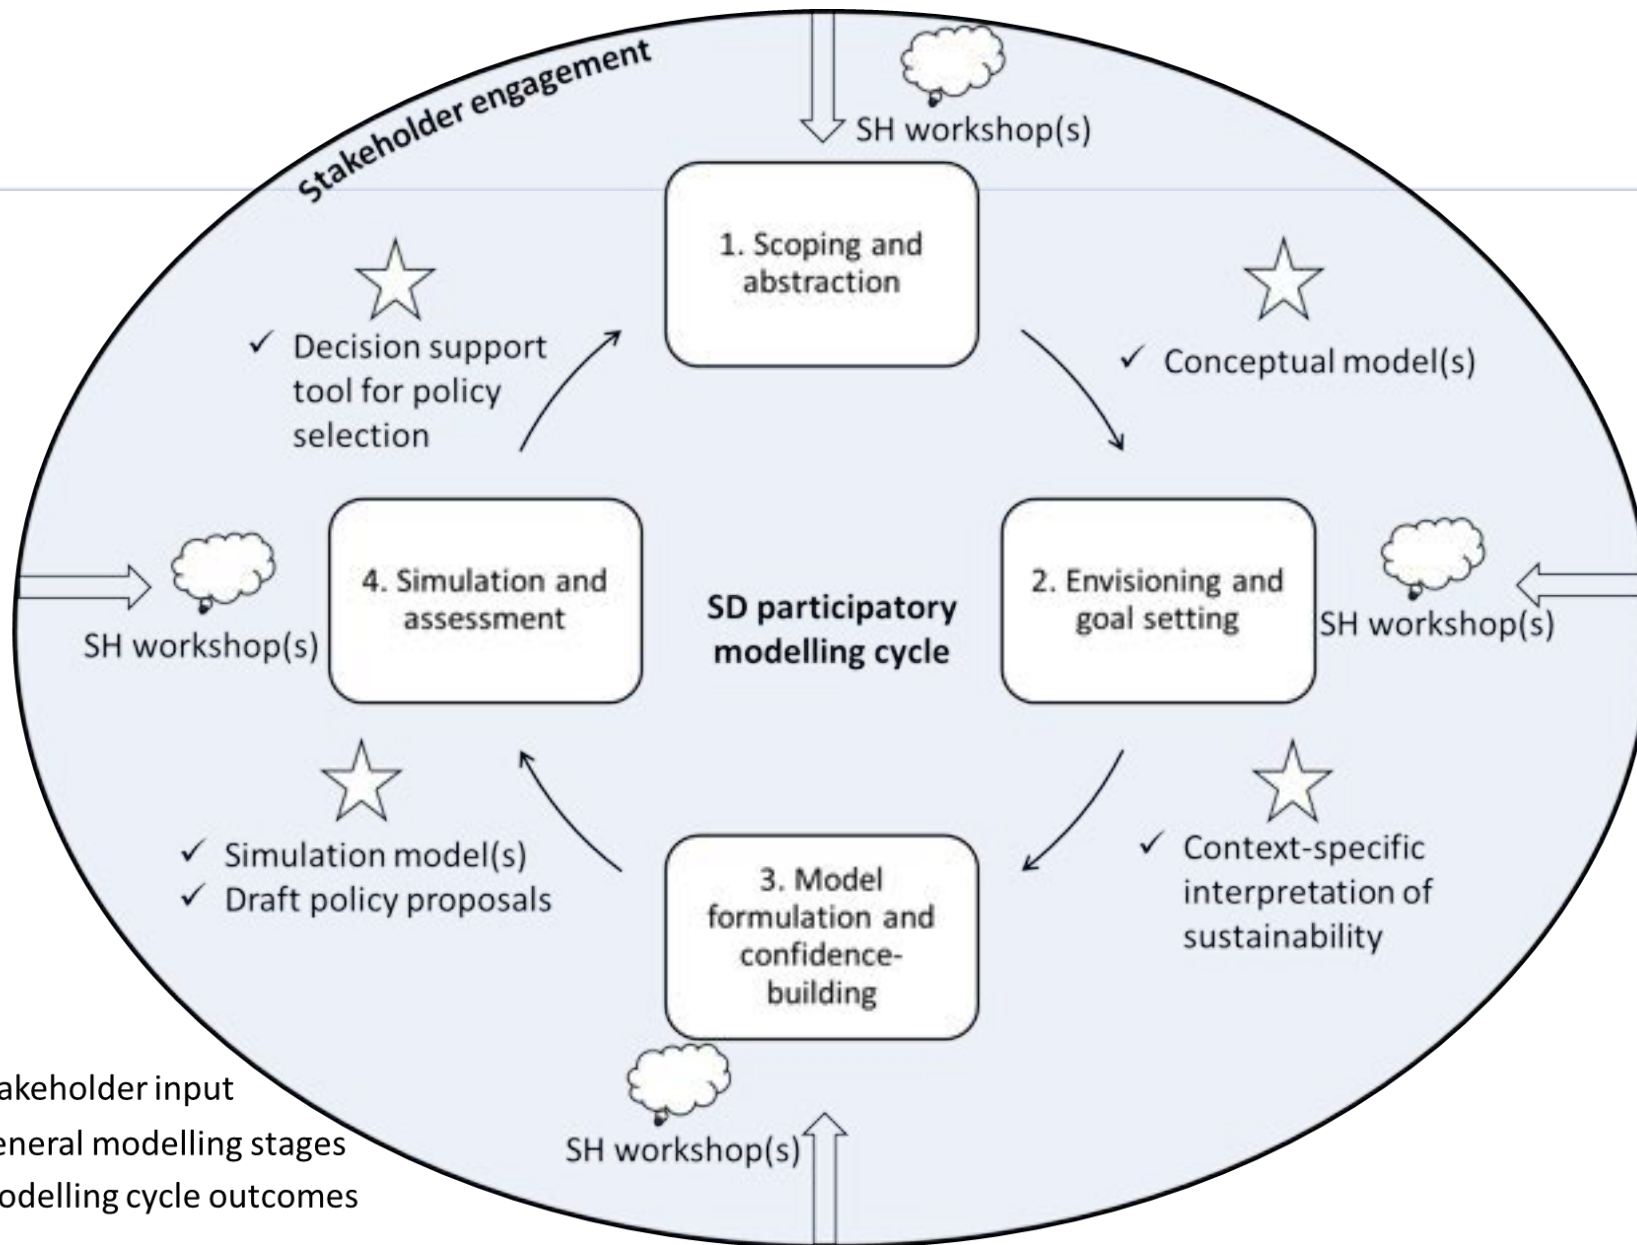 Stakeholder engagement
SH workshop(s)
1. Scoping and
abstraction
✓ Decision support
tool for policy
selection
✓ Conceptual model(s)
4. Simulation and
assessment
SH workshop(s)
SD participatory
modelling cycle
2. Envisioning and
goal setting
SH workshop(s)
✓ Simulation model(s)
✓ Draft policy proposals
3. Model
formulation and
confidence-
building
✓ Context-specific
interpretation of
sustainability
SH workshop(s)
akeholder input
eneral modelling stages
odelling cycle outcomes